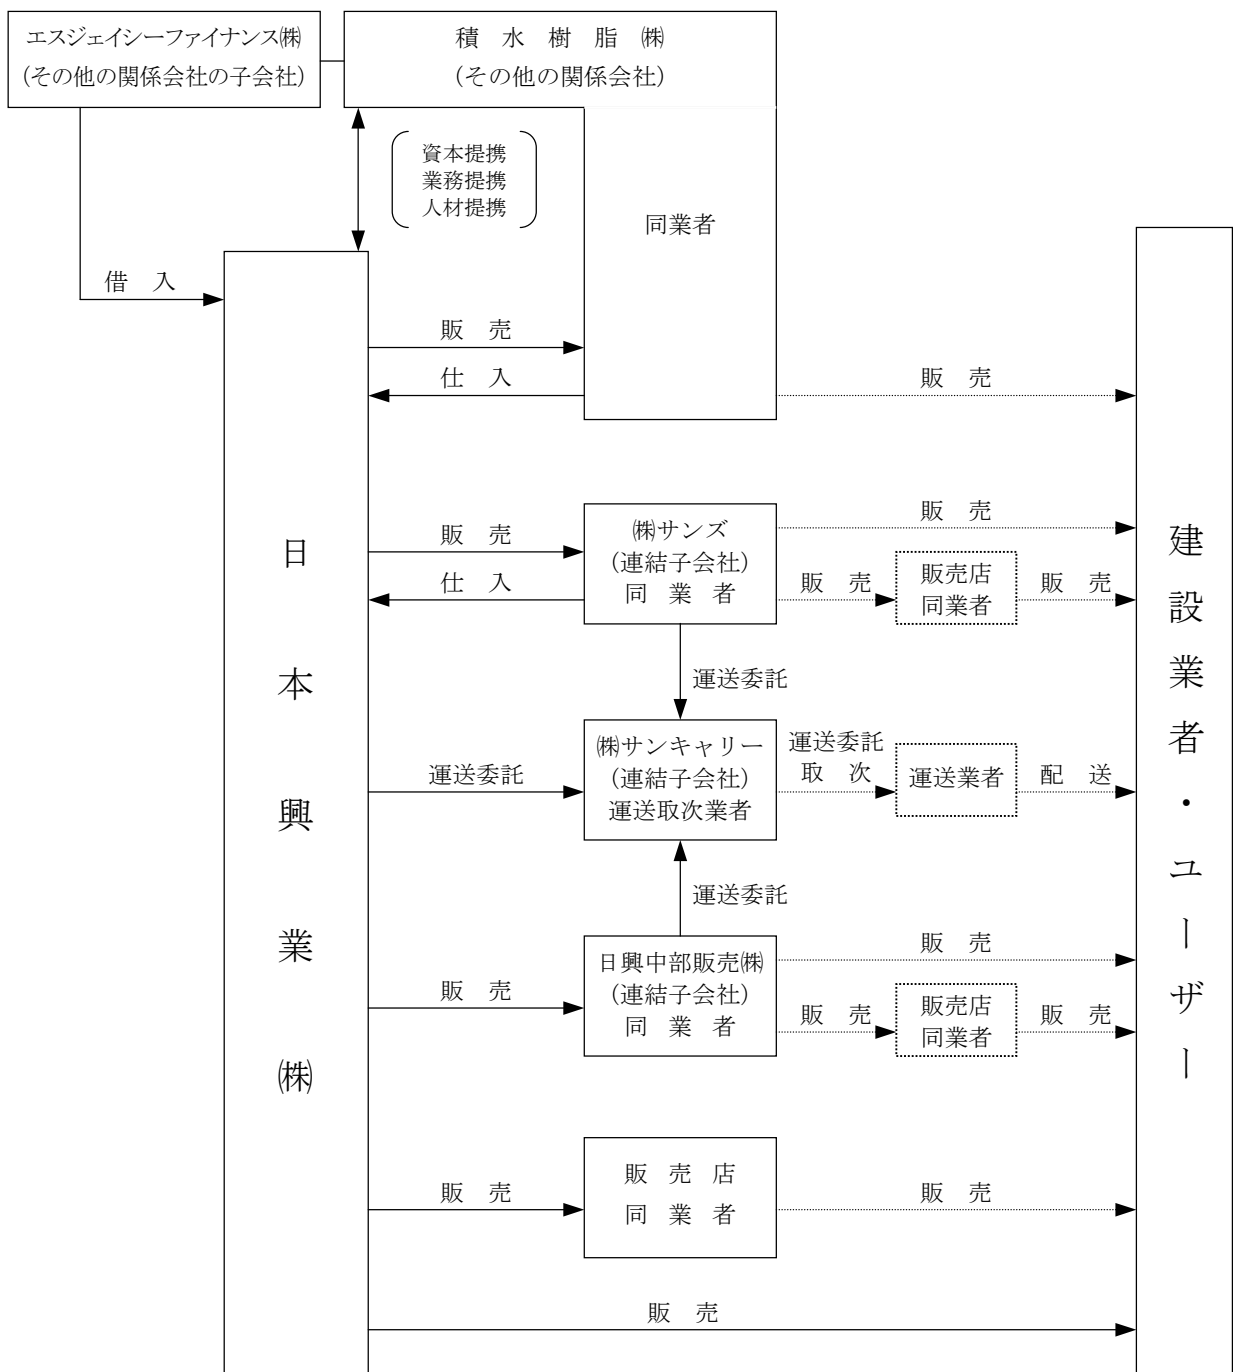 エスジェイシーファイナンス㈱
(その他の関係会社の子会社)
積 水 樹 脂 ㈱
(その他の関係会社)
資本提携
業務提携
人材提携
同業者
借 入
販 売
仕 入
販 売
日本興業㈱
建設業者・ユーザー
販 売
仕 入
㈱サンズ
(連結子会社)
同 業 者
販 売
販 売
販売店
同業者
販 売
運送委託
運送委託
㈱サンキャリー
(連結子会社)
運送取次業者
運送委託
取 次
運送業者
配 送
運送委託
販 売
日興中部販売㈱
(連結子会社)
同 業 者
販 売
販 売
販売店
同業者
販 売
販 売
販 売 店
同 業 者
販 売
販 売